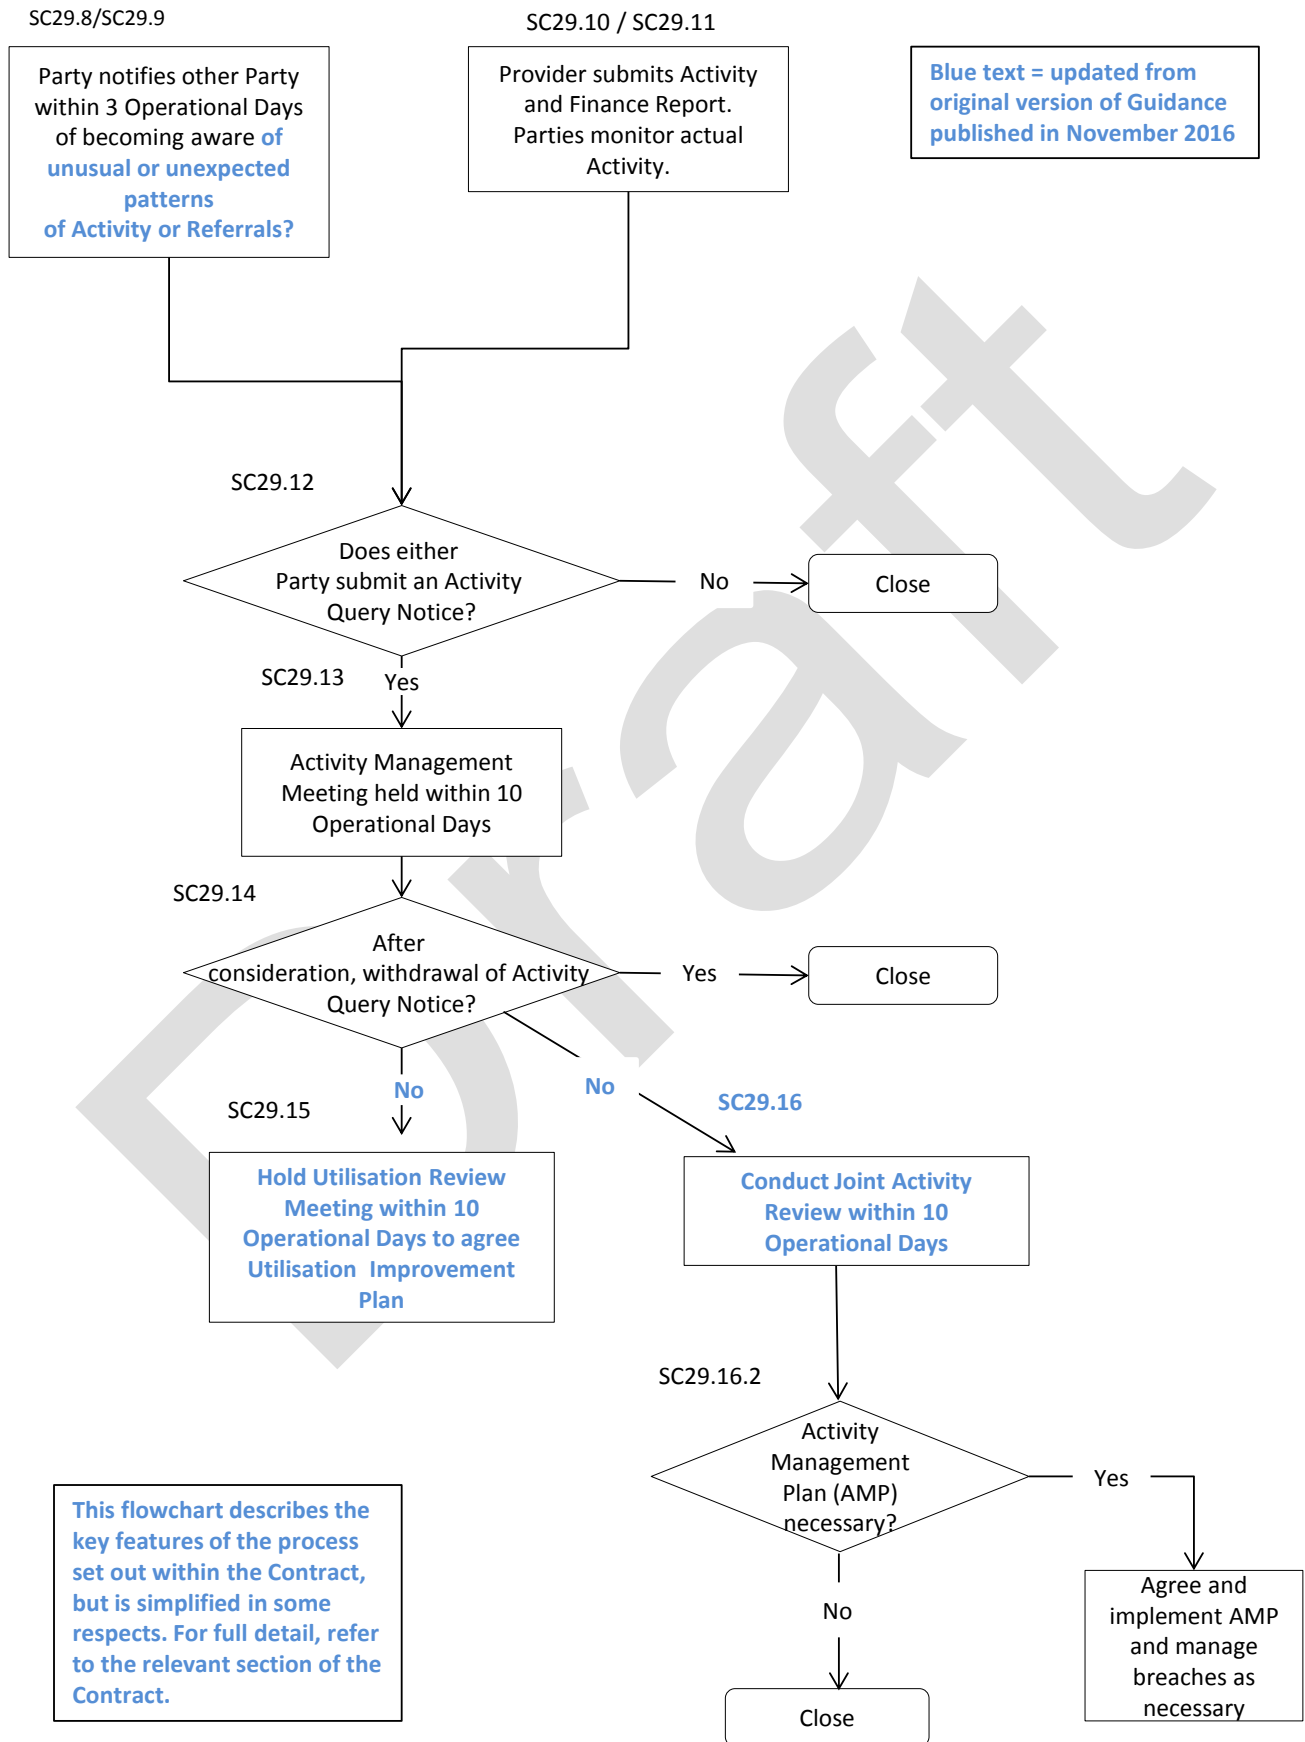 SC29.8/SC29.9
SC29.10 / SC29.11
Party notifies other Party
within 3 Operational Days
of becoming aware of
unusual or unexpected
patterns
of Activity or Referrals?
Provider submits Activity
and Finance Report.
Parties monitor actual
Activity.
Blue text = updated from
original version of Guidance
published in November 2016
SC29.12
Does either
Party submit an Activity
Query Notice?
No
Close
SC29.13
Yes
Activity Management
Meeting held within 10
Operational Days
SC29.14
After
consideration, withdrawal of Activity
Query Notice?
Yes
Close
No
No
SC29.15
SC29.16
Hold Utilisation Review
Meeting within 10
Operational Days to agree
Utilisation Improvement
Plan
Conduct Joint Activity
Review within 10
Operational Days
SC29.16.2
Activity
Management
Plan (AMP)
necessary?
Yes
No
Close
Agree and
implement AMP
and manage
breaches as
necessary
This flowchart describes the
key features of the process
set out within the Contract,
but is simplified in some
respects. For full detail, refer
to the relevant section of the
Contract.
Draft